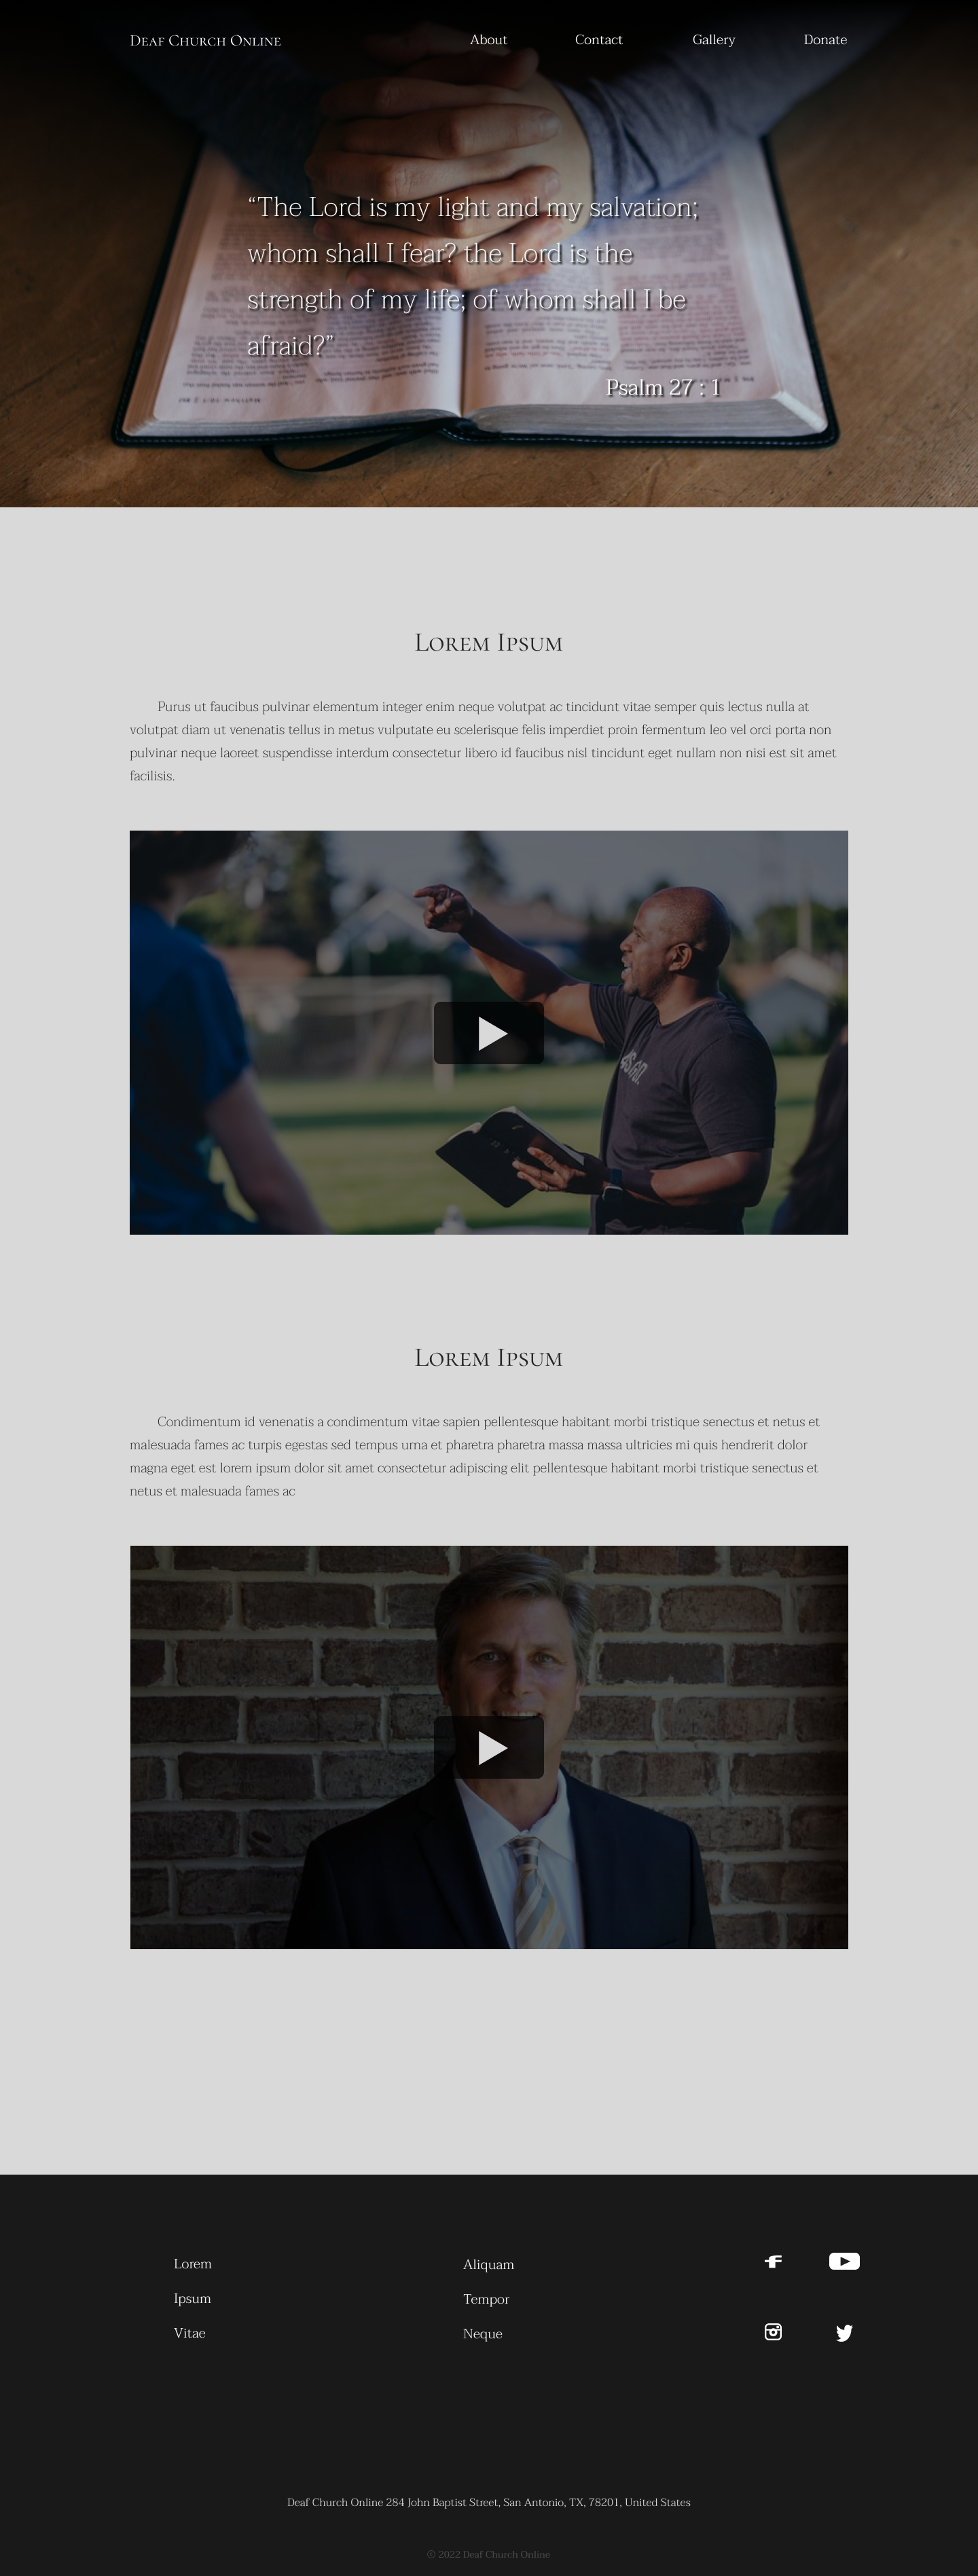 Deaf Church Online
About
Contact
Gallery
Donate
“The Lord is my light and my salvation;
whom shall I fear? the Lord is the
strength of my life; of whom shall I be
afraid?”
Psalm 27 : 1
Lorem Ipsum
Purus ut faucibus pulvinar elementum integer enim neque volutpat ac tincidunt vitae semper quis lectus nulla at
volutpat diam ut venenatis tellus in metus vulputate eu scelerisque felis imperdiet proin fermentum leo vel orci porta non
pulvinar neque laoreet suspendisse interdum consectetur libero id faucibus nisl tincidunt eget nullam non nisi est sit amet
facilisis.
Lorem Ipsum
Condimentum id venenatis a condimentum vitae sapien pellentesque habitant morbi tristique senectus et netus et
malesuada fames ac turpis egestas sed tempus urna et pharetra pharetra massa massa ultricies mi quis hendrerit dolor
magna eget est lorem ipsum dolor sit amet consectetur adipiscing elit pellentesque habitant morbi tristique senectus et
netus et malesuada fames ac
Lorem
Ipsum
Vitae
Aliquam
Tempor
Neque
Deaf Church Online 284 John Baptist Street, San Antonio, TX, 78201, United States
© 2022 Deaf Church Online